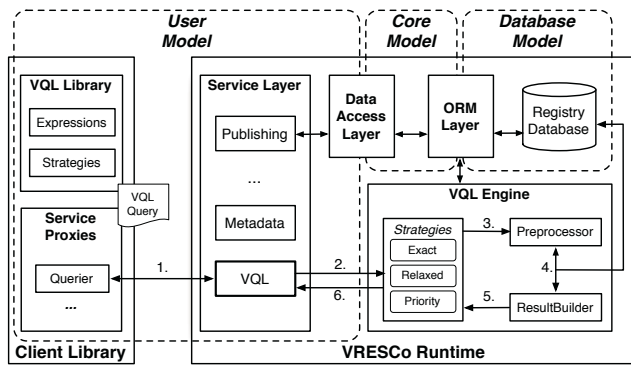 User
Model
Core
Model
Database
Model
VQL Library
Expressions
Strategies
VQL
Query
Service
Proxies
Querier
...
Client Library
Service Layer
Publishing
...
Metadata
VQL
Data
Access
Layer
ORM
Layer
Registry
Database
VQL Engine
Strategies
Exact
Relaxed
Priority
Preprocessor
ResultBuilder
1.
2.
3.
4.
5.
6.
VRESCo Runtime